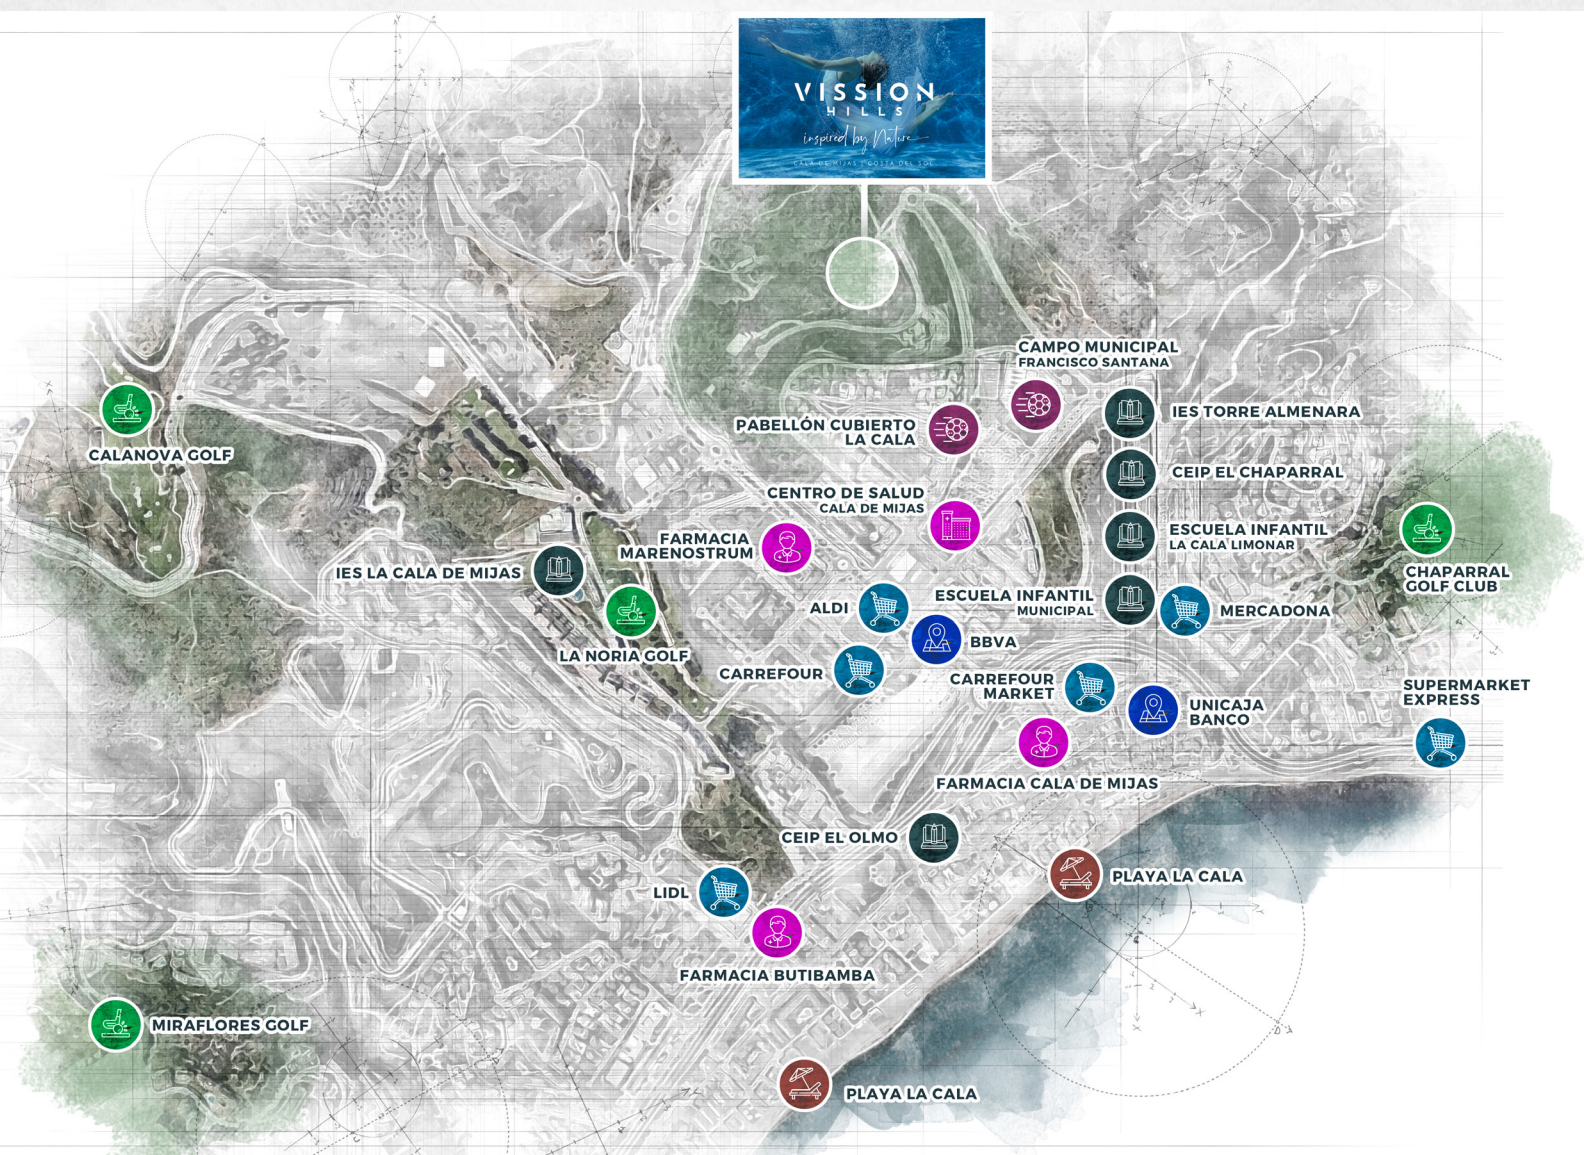 VISSION
HILLS
inspired by Nature
CALA DE MIJAS | COSTA DEL SOL
CAMPO MUNICIPAL
FRANCISCO SANTANA
IES TORRE ALMENARA
PABELLÓN CUBIERTO
LA CALA
CALANOVA GOLF
CEIP EL CHAPARRAL
CENTRO DE SALUD
CALA DE MIJAS
ESCUELA INFANTIL
LA CALA LIMONAR
FARMACIA
MARENOSTRUM
IES LA CALA DE MIJAS
CHAPARRAL
GOLF CLUB
ESCUELA INFANTIL
MUNICIPAL
ALDI
MERCADONA
BBVA
LA NORIA GOLF
CARREFOUR
CARREFOUR
MARKET
SUPERMARKET
EXPRESS
UNICAJA
BANCO
FARMACIA CALA DE MIJAS
CEIP EL OLMO
PLAYA LA CALA
LIDL
FARMACIA BUTIBAMBA
MIRAFLORES GOLF
PLAYA LA CALA